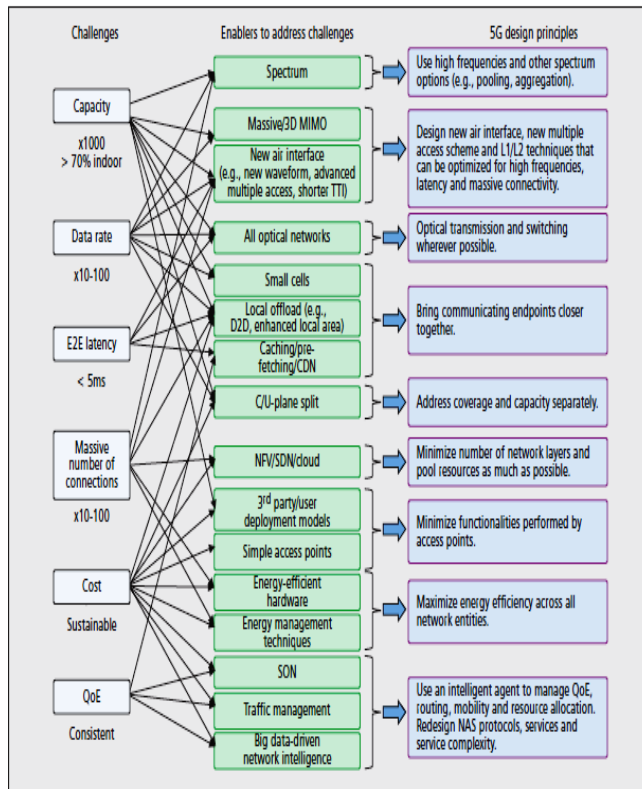 Challenges
Enablers to address challenges
5G design principles
Capacity
x1000
> 70% indoor
Data rate
x10-100
E2E latency
< 5ms
Massive
number of
connections
x10-100
Cost
Sustainable
QoE
Consistent
Spectrum
Massive/3D MIMO
New air interface
(e.g., new waveform, advanced
multiple access, shorter TTI)
All optical networks
Small cells
Local offload (e.g.,
D2D, enhanced local area)
Caching/pre-
fetching/CDN
C/U-plane split
NFV/SDN/cloud
3rd party/user
deployment models
Simple access points
Energy-efficient
hardware
Energy management
techniques
SON
Traffic management
Big data-driven
network intelligence
Use high frequencies and other spectrum
options (e.g., pooling, aggregation).
Design new air interface, new multiple
access scheme and L1/L2 techniques that
can be optimized for high frequencies,
latency and massive connectivity.
Optical transmission and switching
wherever possible.
Bring communicating endpoints closer
together.
Address coverage and capacity separately.
Minimize number of network layers and
pool resources as much as possible.
Minimize functionalities performed by
access points.
Maximize energy efficiency across all
network entities.
Use an intelligent agent to manage QoE,
routing, mobility and resource allocation.
Redesign NAS protocols, services and
service complexity.